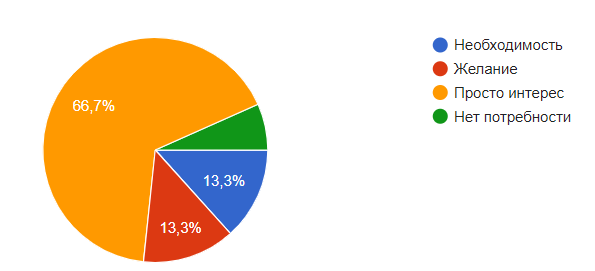 Необходимость
Желание
Просто интерес
Нет потребности
66,7%
13,3%
13,3%